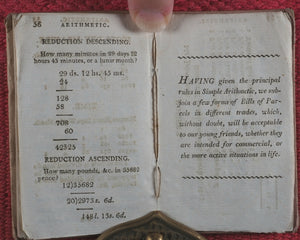 36 ARITHMETIC.
REDUCTION DESCENDING.
How many minutes in 29 days 12
hours 45 minutes, or a lunar month?
29 ds. 12 hs. 45 ms.
24
128
58
708
60
42525
REDUCTION ASCENDING.
How many pounds, &c. in 35682
pence?
12)35682
20)2973s. 6d.
148l. 13s. 6d.
HAVING given the principal
rules in Simple Arithmetic, we sub-
join a few forms of Bills of Par-
cels in different trades, which,
without doubt, will be acceptable
to our young friends, whether they
are intended for commercial, or
the more active situations in life.